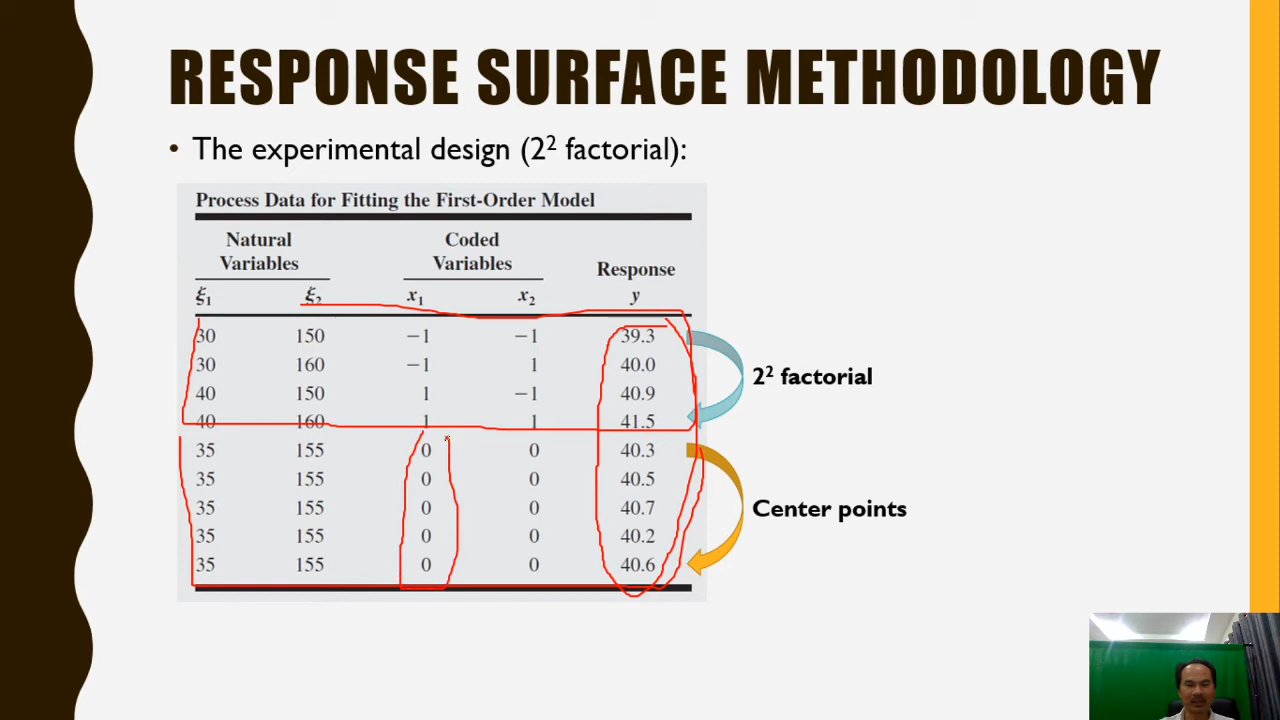 RESPONSE SURFACE METHODOLOGY
• The experimental design (2² factorial):
Process Data for Fitting the First-Order Model
Natural Variables Coded Variables Response
ξ₁ ξ₂ x₁ x₂ y
30 150 −1 −1 39.3
30 160 −1 1 40.0
40 150 1 −1 40.9
40 160 1 1 41.5
35 155 0 0 40.3
35 155 0 0 40.5
35 155 0 0 40.7
35 155 0 0 40.2
35 155 0 0 40.6
2² factorial
Center points